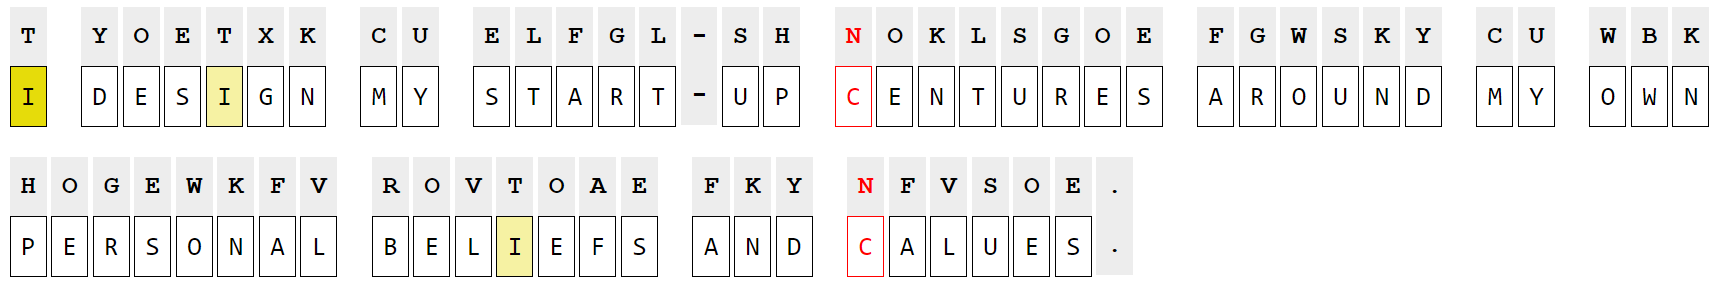 T YOETXK CU ELFGL-SH NOKLSGOE FGWSKY CU WBK
I DESIGN MY START-UP CENTURES AROUND MY OWN
HOGEWKFV ROVTOAE FKY NFVSOE.
PERSONAL BELIEFS AND CALUES.